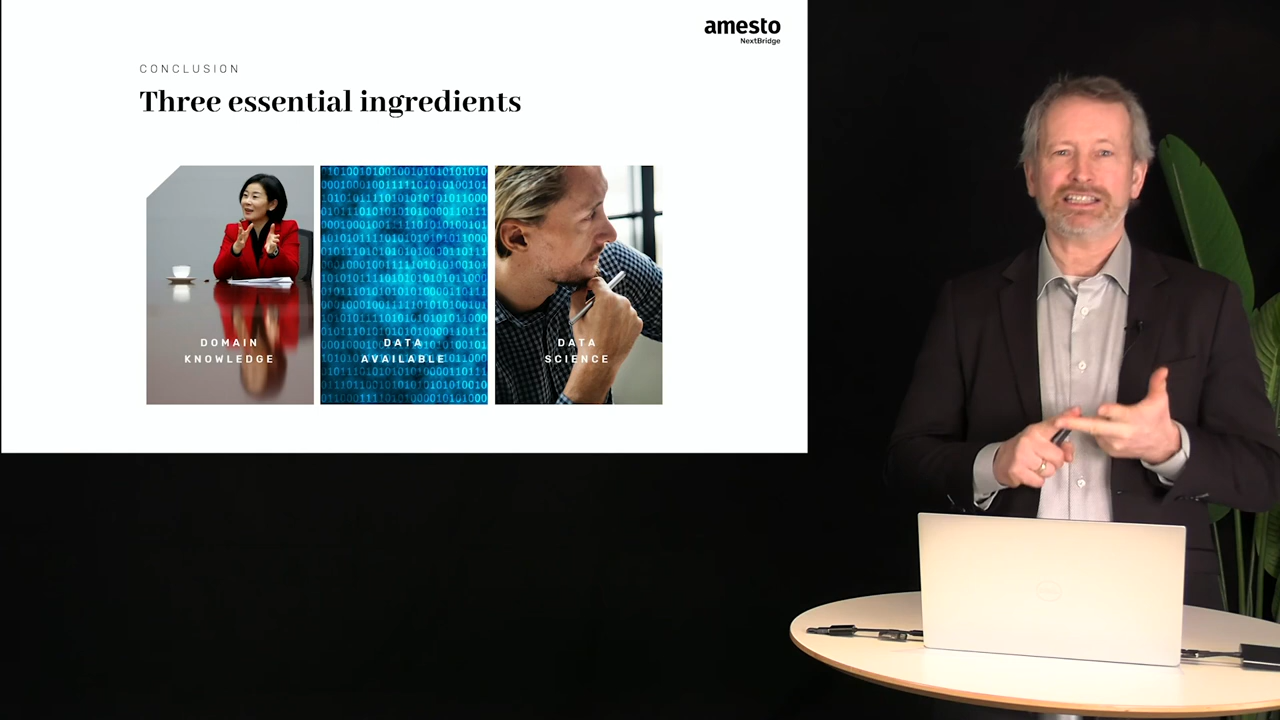 amesto
NextBridge
CONCLUSION
Three essential ingredients
DOMAIN
KNOWLEDGE
DATA
AVAILABLE
DATA
SCIENCE